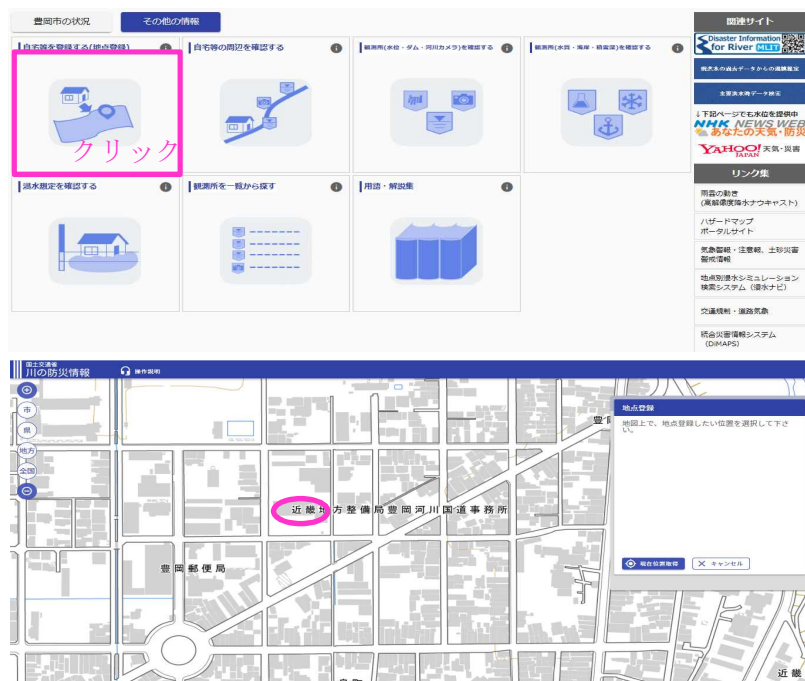 豊岡市の状況
その他の情報
自宅等を登録する(地点登録)
自宅等の周辺を確認する
観測所(水位・ダム・河川カメラ)を確認する
観測所(水質・海岸・積雪深)を確認する
クリック
浸水想定を確認する
観測所を一覧から探す
用語・解説集
関連サイト
Disaster Information
for River MLIT
主要洪水時データ検索
↓下記ページでも水位を提供中
NHK NEWS WEB
あなたの天気・防災
YAHOO! JAPAN 天気・災害
リンク集
雨雲の動き
(高解像度降水ナウキャスト)
ハザードマップ
ポータルサイト
気象警報・注意報、土砂災害
警戒情報
地点別浸水シミュレーション
検索システム（浸水ナビ）
交通規制・道路気象
統合災害情報システム
（DiMAPS）
国土交通省
川の防災情報
操作説明
市
県
地方
全国
豊
近畿地方整備局豊岡河川国道事務所
豊岡郵便局
地点登録
地図上で、地点登録したい位置を選択して下さ
い。
現在位置取得
キャンセル
近畿